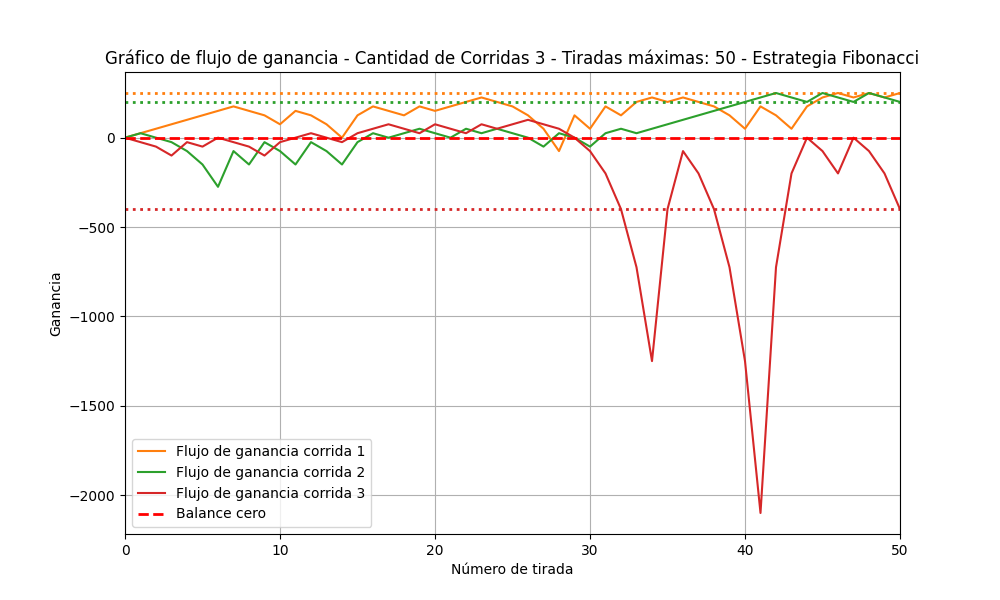 Gráfico de flujo de ganancia - Cantidad de Corridas 3 - Tiradas máximas: 50 - Estrategia Fibonacci
Ganancia
0
−500
−1000
−1500
−2000
Flujo de ganancia corrida 1
Flujo de ganancia corrida 2
Flujo de ganancia corrida 3
Balance cero
0 10 20 30 40 50
Número de tirada